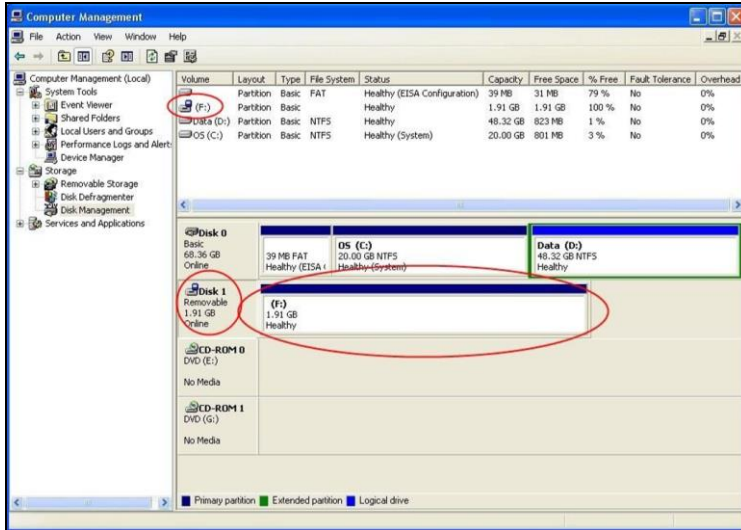 Computer Management
File Action View Window Help
Computer Management (Local)
System Tools
Event Viewer
Shared Folders
Local Users and Groups
Performance Logs and Alert
Device Manager
Storage
Removable Storage
Disk Defragmenter
Disk Management
Services and Applications
Volume Layout Type File System Status Capacity Free Space % Free Fault Tolerance Overhead
Partition Basic FAT Healthy (EISA Configuration) 39 MB 31 MB 79 % No 0%
(F:) Partition Basic Healthy 1.91 GB 1.91 GB 100 % No 0%
Data (D:) Partition Basic NTFS Healthy 48.32 GB 823 MB 1 % No 0%
OS (C:) Partition Basic NTFS Healthy (System) 20.00 GB 801 MB 3 % No 0%
Disk 0
Basic
68.36 GB
Online
39 MB FAT
Healthy (EISA (
OS (C:)
20.00 GB NTFS
Healthy (System)
Data (D:)
48.32 GB NTFS
Healthy
Disk 1
Removable
1.91 GB
Online
(F:)
1.91 GB
Healthy
CD-ROM 0
DVD (E:)
No Media
CD-ROM 1
DVD (G:)
No Media
Primary partition Extended partition Logical drive